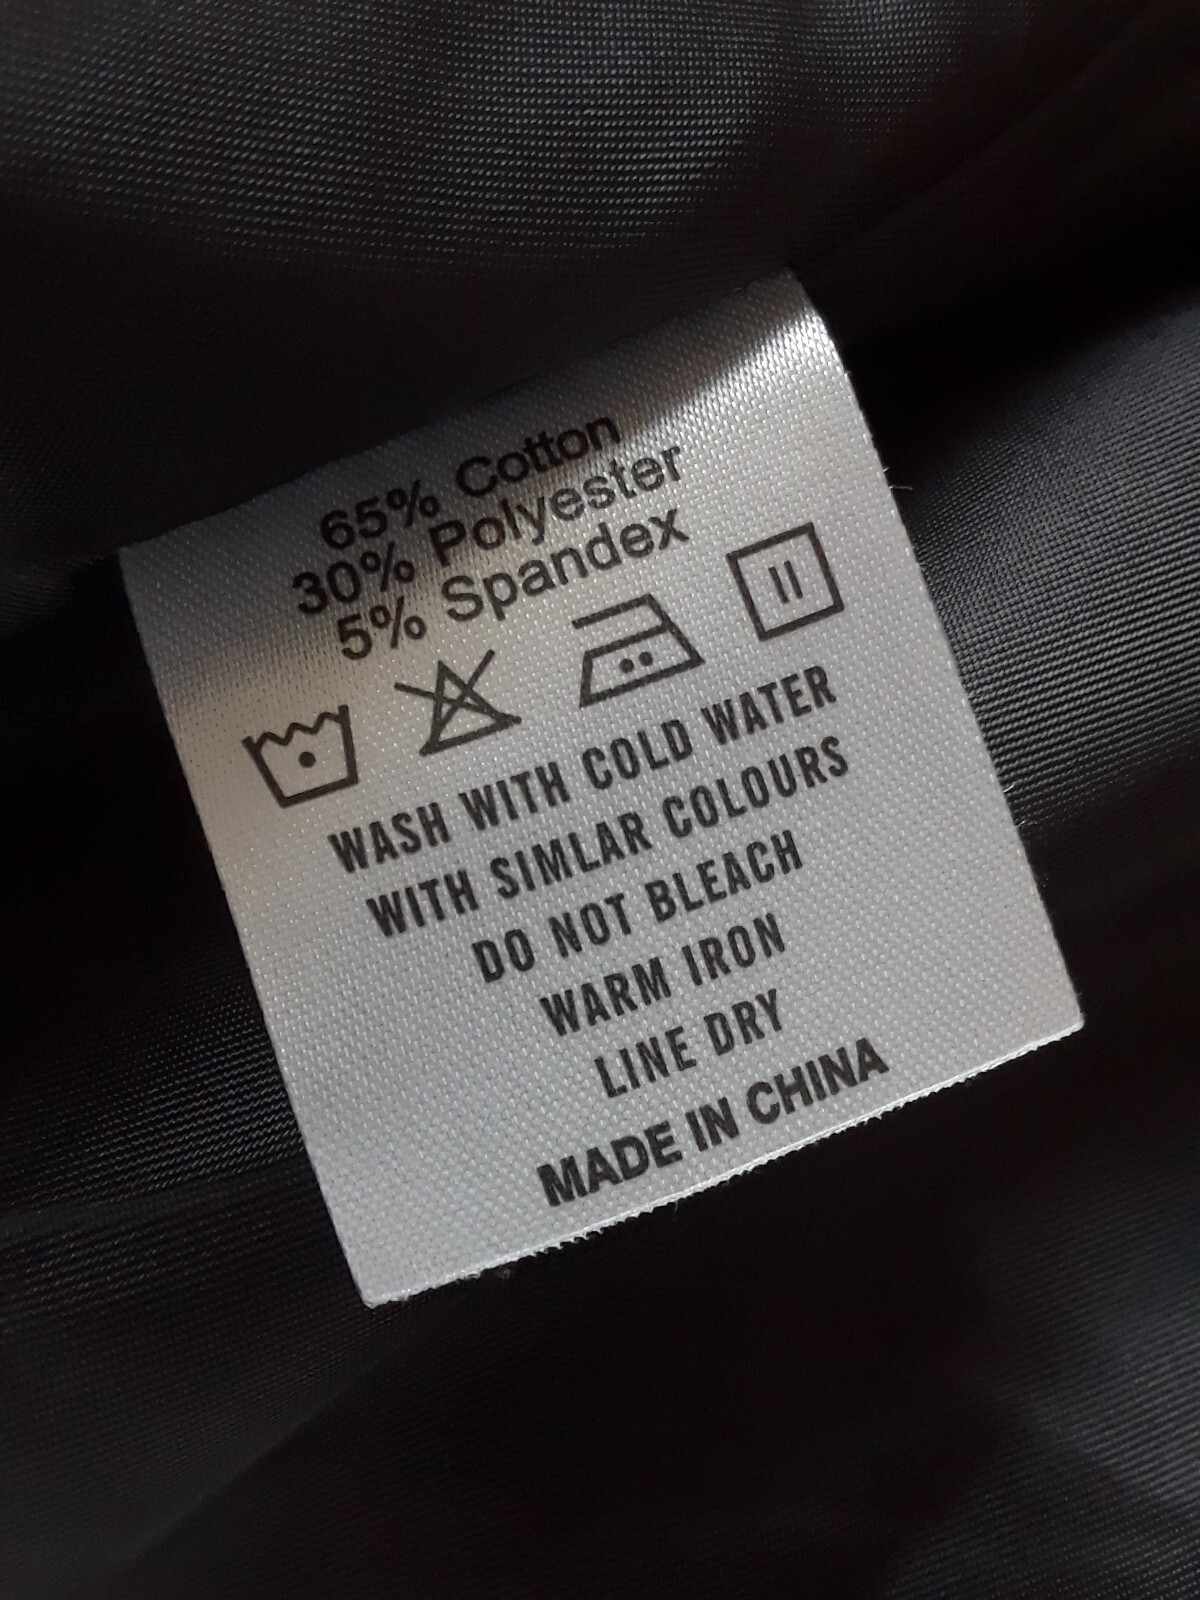 65% Cotton
30% Polyester
5% Spandex
WASH WITH COLD WATER
WITH SIMLAR COLOURS
DO NOT BLEACH
WARM IRON
LINE DRY
MADE IN CHINA